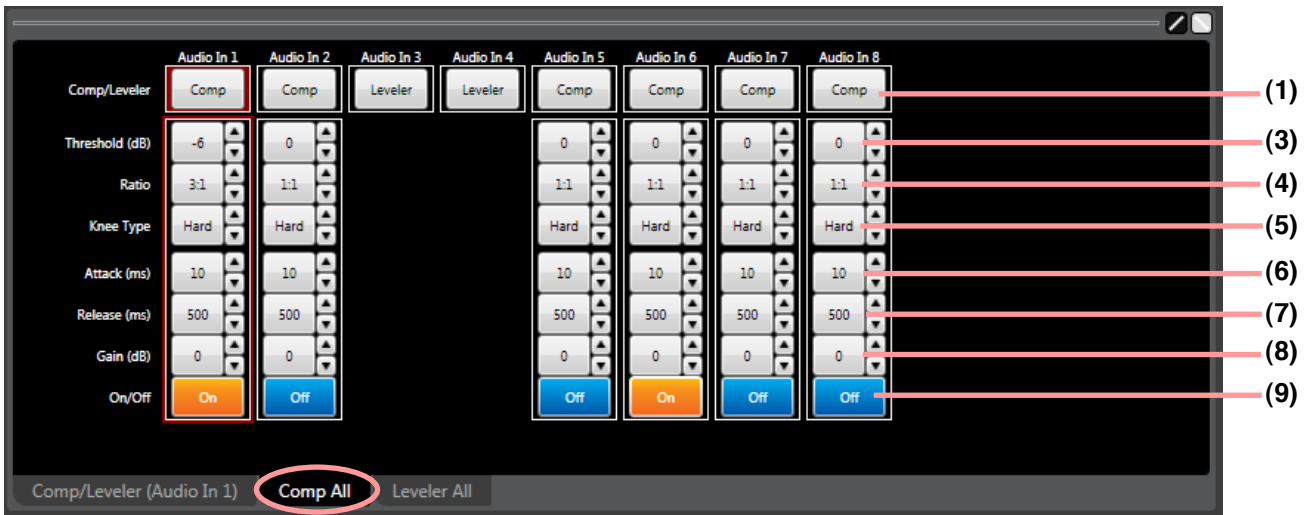 Audio In 1 Audio In 2 Audio In 3 Audio In 4 Audio In 5 Audio In 6 Audio In 7 Audio In 8
Comp/Leveler Comp Comp Leveler Leveler Comp Comp Comp Comp (1)
Threshold (dB) -6 0 0 0 0 0 (3)
Ratio 3:1 1:1 1:1 1:1 1:1 1:1 (4)
Knee Type Hard Hard Hard Hard Hard Hard (5)
Attack (ms) 10 10 10 10 10 10 (6)
Release (ms) 500 500 500 500 500 500 (7)
Gain (dB) 0 0 0 0 0 0 (8)
On/Off On Off Off On Off Off (9)
Comp/Leveler (Audio In 1) Comp All Leveler All